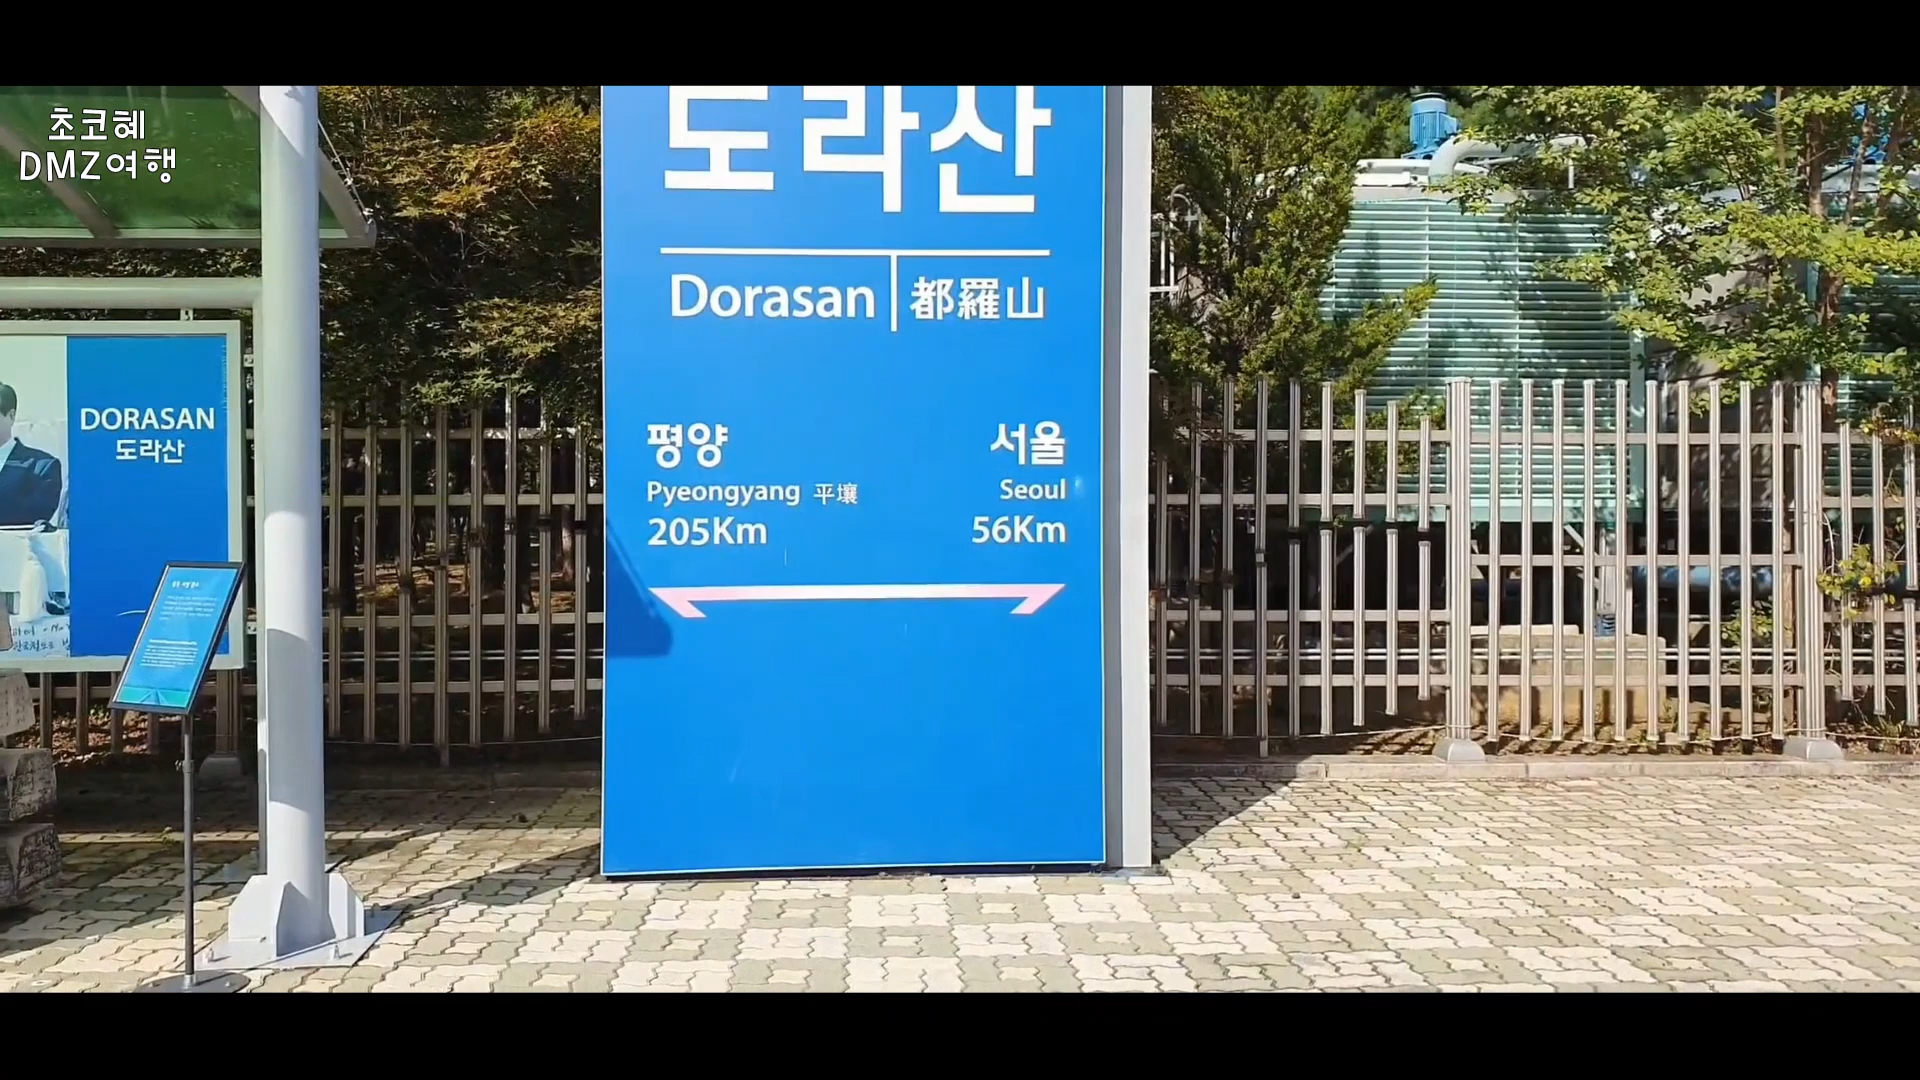 초코혜
DMZ여행
도라산
Dorasan 都羅山
평양
Pyeongyang 平壤
205Km
서울
Seoul
56Km
DORASAN
도라산